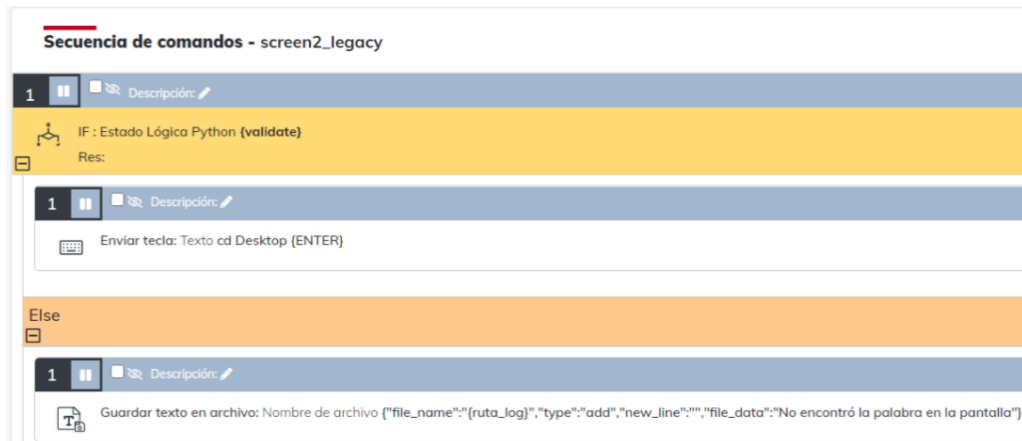 Secuencia de comandos - screen2_legacy
1 Descripción:
IF : Estado Lógica Python {validate}
Res:
1 Descripción:
Enviar tecla: Texto cd Desktop {ENTER}
Else
1 Descripción:
Guardar texto en archivo: Nombre de archivo {"file_name":"{ruta_log}","type":"add","new_line":"","file_data":"No encontró la palabra en la pantalla"}